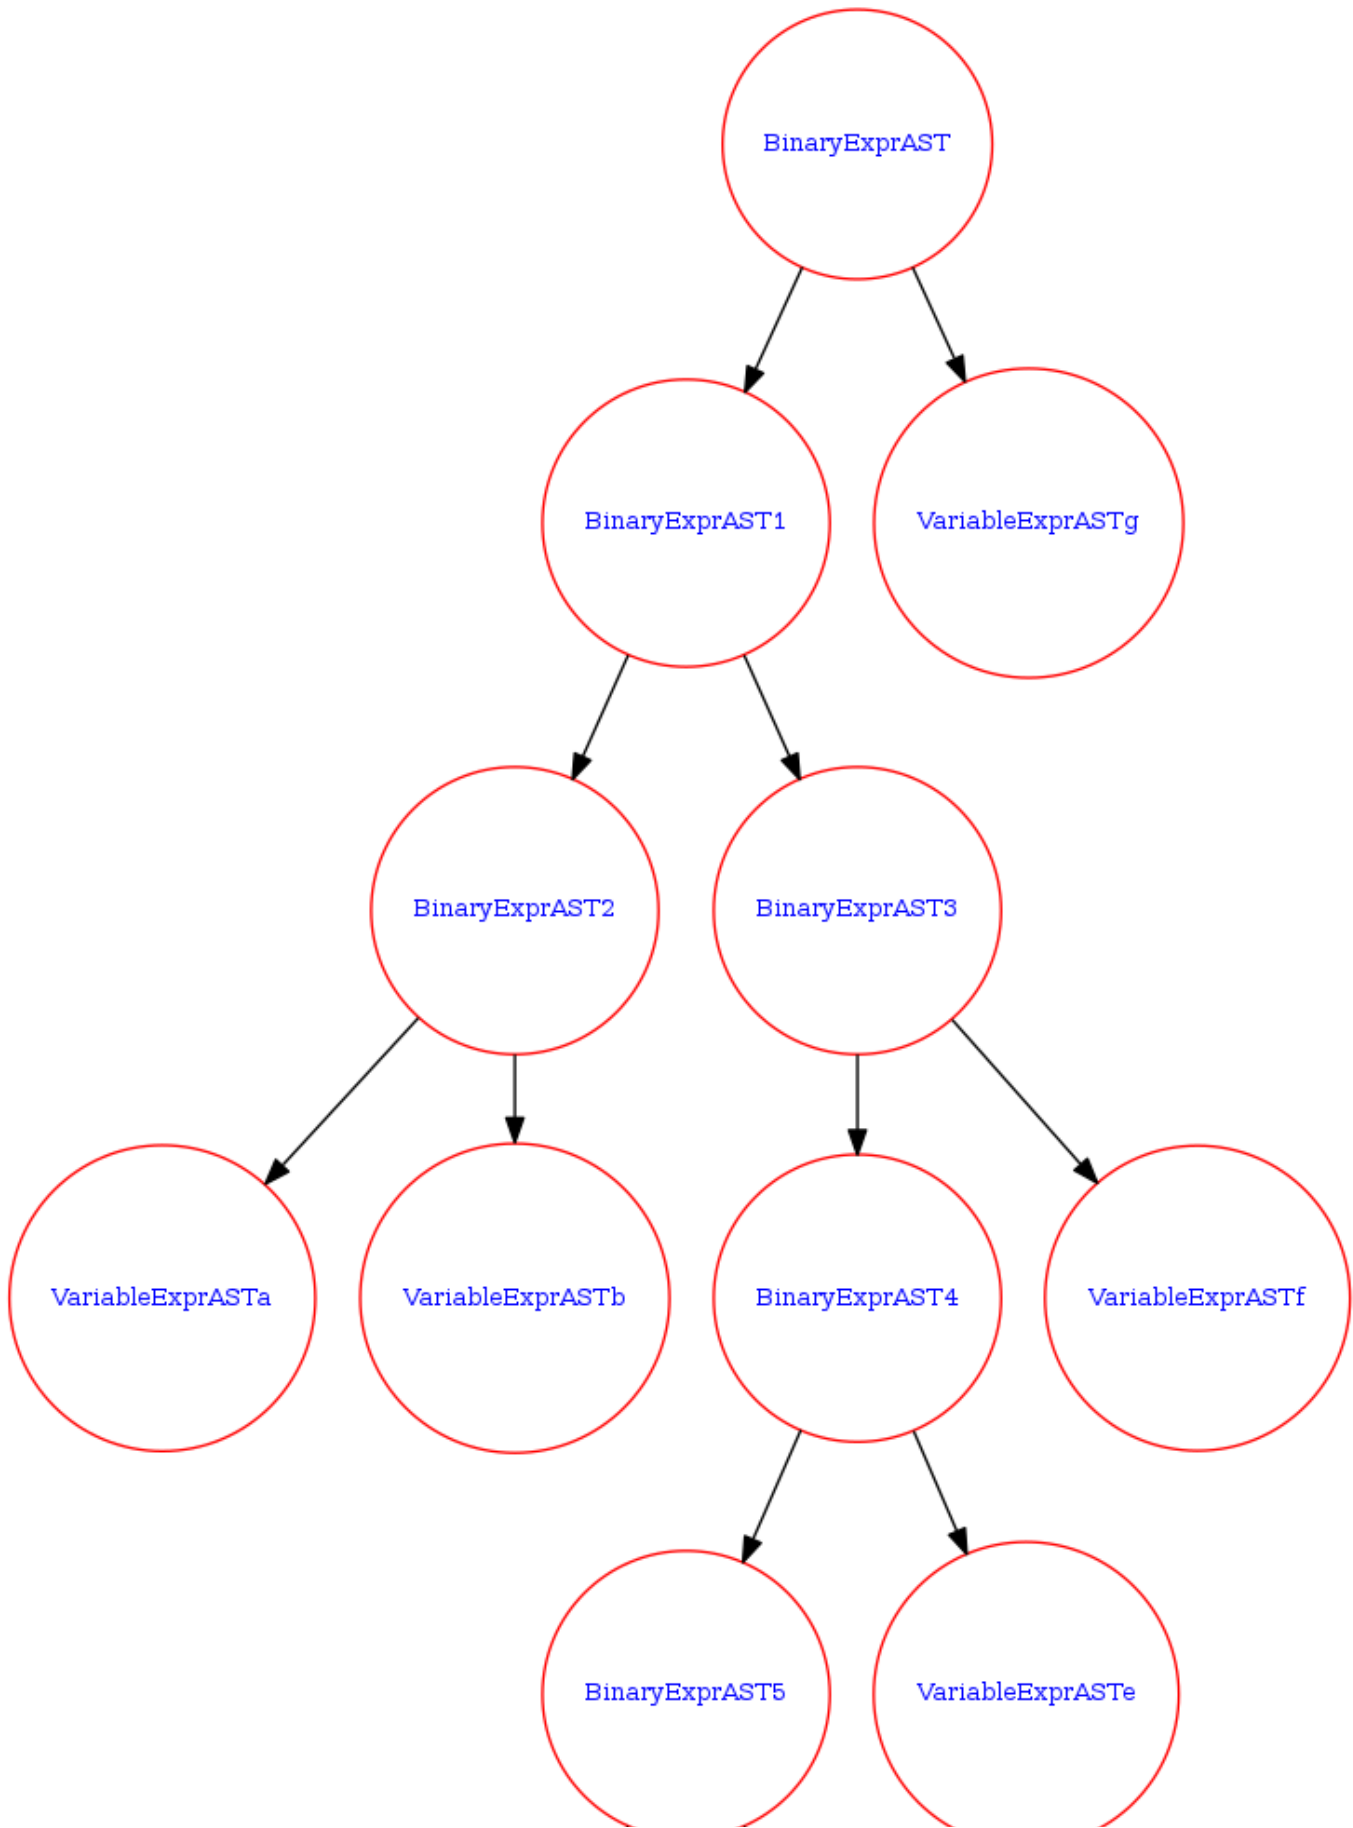 BinaryExprAST
BinaryExprAST1
VariableExprASTg
BinaryExprAST2
BinaryExprAST3
VariableExprASTa
VariableExprASTb
BinaryExprAST4
VariableExprASTf
BinaryExprAST5
VariableExprASTe